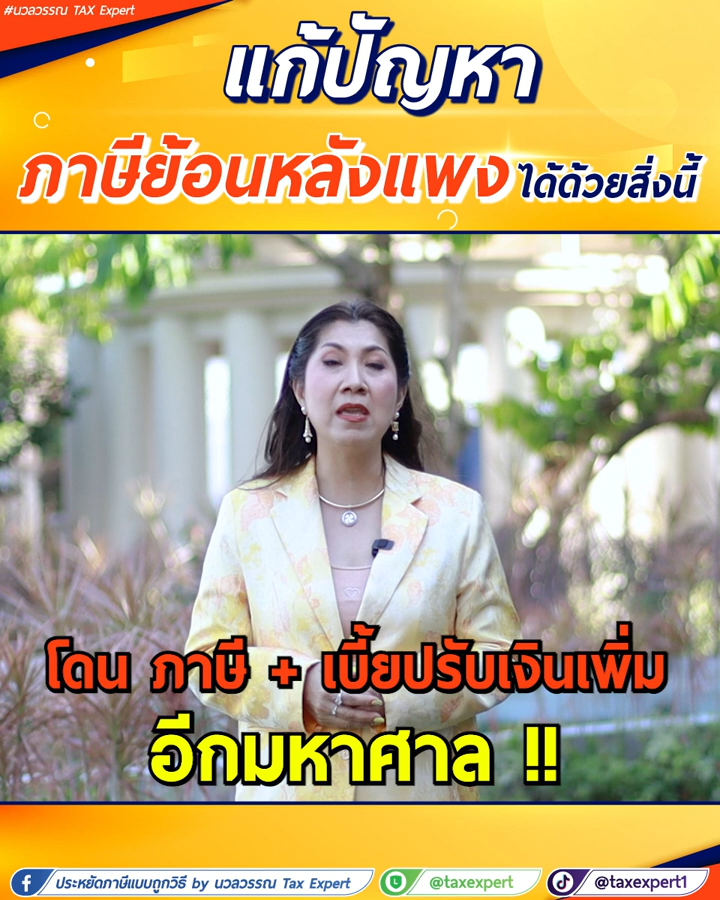 #นวลวรรณ TAX Expert
แก้ปัญหา
ภาษีย้อนหลังแพง ได้ด้วยสิ่งนี้
โดน ภาษี + เบี้ยปรับเงินเพิ่ม
อีกมหาศาล !!
ประหยัดภาษีแบบถูกวิธี by นวลวรรณ Tax Expert @taxexpert @taxexpert1